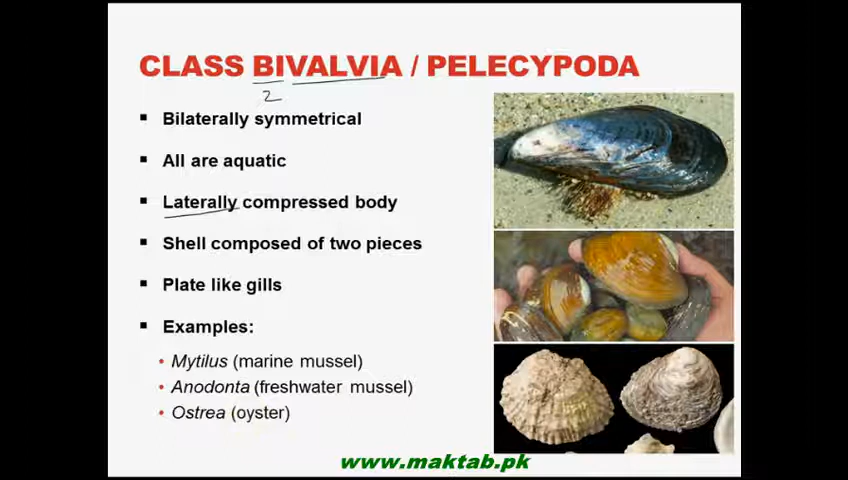 CLASS BIVALVIA / PELECYPODA
2
Bilaterally symmetrical
All are aquatic
Laterally compressed body
Shell composed of two pieces
Plate like gills
Examples:
Mytilus (marine mussel)
Anodonta (freshwater mussel)
Ostrea (oyster)
www.maktab.pk